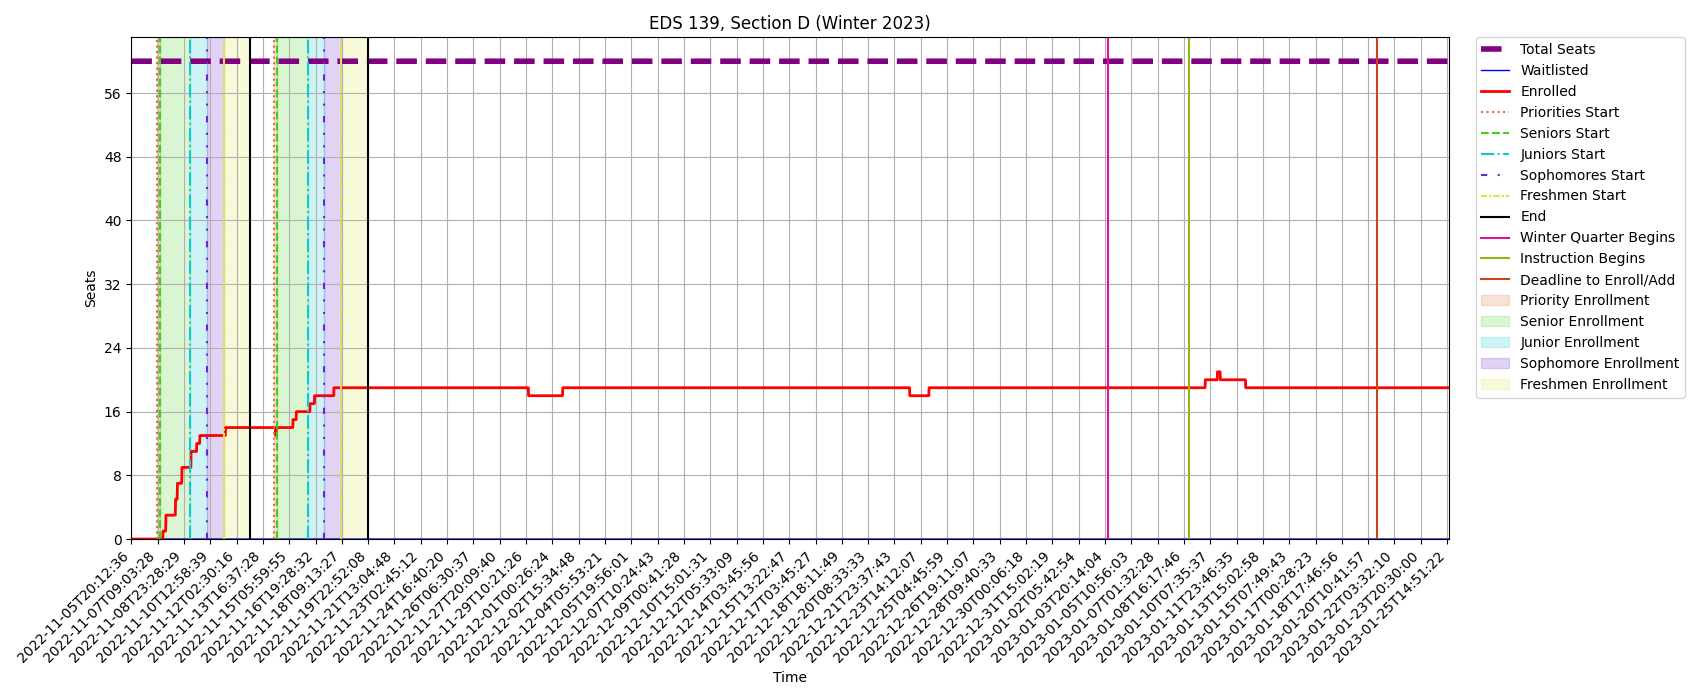 EDS 139, Section D (Winter 2023)
Seats
56
48
40
32
24
16
8
0
2022-11-05T20:12:36
2022-11-07T09:03:28
2022-11-08T23:28:29
2022-11-10T12:58:39
2022-11-12T02:30:16
2022-11-13T16:37:28
2022-11-15T05:59:55
2022-11-16T19:28:32
2022-11-18T09:13:27
2022-11-19T22:52:08
2022-11-21T13:04:48
2022-11-23T02:45:12
2022-11-24T16:40:20
2022-11-26T06:30:37
2022-11-27T20:09:40
2022-11-29T10:21:26
2022-12-01T00:26:24
2022-12-02T15:34:48
2022-12-04T05:53:21
2022-12-05T19:56:01
2022-12-07T10:24:43
2022-12-09T00:41:28
2022-12-10T15:01:31
2022-12-12T05:33:09
2022-12-14T03:45:56
2022-12-15T13:22:47
2022-12-17T03:45:27
2022-12-18T18:11:49
2022-12-20T08:33:33
2022-12-21T23:37:43
2022-12-23T14:12:07
2022-12-25T04:45:59
2022-12-26T19:11:07
2022-12-28T09:40:33
2022-12-30T00:06:18
2022-12-31T15:02:19
2023-01-02T05:42:54
2023-01-03T20:14:04
2023-01-05T10:56:03
2023-01-07T01:32:28
2023-01-08T16:17:46
2023-01-10T07:35:37
2023-01-11T23:46:35
2023-01-13T15:02:58
2023-01-15T07:49:43
2023-01-17T00:28:23
2023-01-18T17:46:56
2023-01-20T10:41:57
2023-01-22T03:32:10
2023-01-23T20:30:00
2023-01-25T14:51:22
Time
Total Seats
Waitlisted
Enrolled
Priorities Start
Seniors Start
Juniors Start
Sophomores Start
Freshmen Start
End
Winter Quarter Begins
Instruction Begins
Deadline to Enroll/Add
Priority Enrollment
Senior Enrollment
Junior Enrollment
Sophomore Enrollment
Freshmen Enrollment